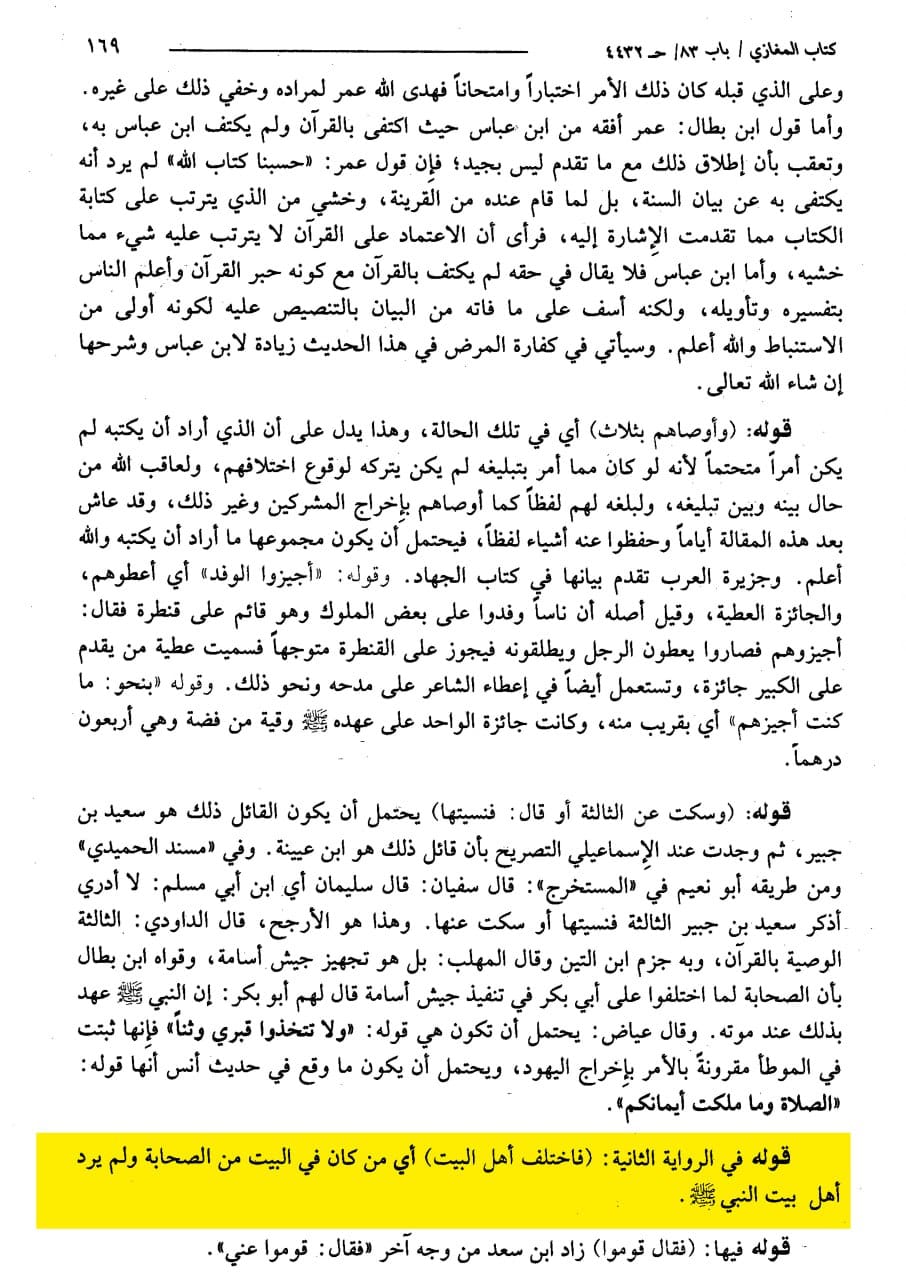 كتاب المغازي / باب ٨٣/ حـ ٤٤٣٢ ١٦٩
وعلى الذي قبله كان ذلك الأمر اختباراً وامتحاناً فهدى الله عمر لمراده وخفي ذلك على غيره.
وأما قول ابن بطال: عمر أفقه من ابن عباس حيث اكتفى بالقرآن ولم يكتف ابن عباس به،
وتعقب بأن إطلاق ذلك مع ما تقدم ليس بجيد؛ فإن قول عمر: «حسبنا كتاب الله» لم يرد أنه
يكتفى به عن بيان السنة، بل لما قام عنده من القرينة، وخشي من الذي يترتب على كتابة
الكتاب مما تقدمت الإشارة إليه، فرأى أن الاعتماد على القرآن لا يترتب عليه شيء مما
خشيه، وأما ابن عباس فلا يقال في حقه لم يكتف بالقرآن مع كونه حبر القرآن وأعلم الناس
بتفسيره وتأويله، ولكنه أسف على ما فاته من البيان بالتنصيص عليه لكونه أولى من
الاستنباط والله أعلم. وسيأتي في كفارة المرض في هذا الحديث زيادة لابن عباس وشرحها
إن شاء الله تعالى.
قوله: (وأوصاهم بثلاث) أي في تلك الحالة، وهذا يدل على أن الذي أراد أن يكتبه لم
يكن أمراً متحتماً لأنه لو كان مما أمر بتبليغه لم يكن يتركه لوقوع اختلافهم، ولعاقب الله من
حال بينه وبين تبليغه، ولبلغه لهم لفظاً كما أوصاهم بإخراج المشركين وغير ذلك، وقد عاش
بعد هذه المقالة أياماً وحفظوا عنه أشياء لفظاً، فيحتمل أن يكون مجموعها ما أراد أن يكتبه والله
أعلم. وجزيرة العرب تقدم بيانها في كتاب الجهاد. وقوله: «أجيزوا الوفد» أي أعطوهم،
والجائزة العطية، وقيل أصله أن ناساً وفدوا على بعض الملوك وهو قائم على قنطرة فقال:
أجيزوهم فصاروا يعطون الرجل ويطلقونه فيجوز على القنطرة متوجهاً فسميت عطية من يقدم
على الكبير جائزة، وتستعمل أيضاً في إعطاء الشاعر على مدحه ونحو ذلك. وقوله «بنحو: ما
كنت أجيزهم» أي بقريب منه، وكانت جائزة الواحد على عهده ﷺ وقية من فضة وهي أربعون
درهماً.
قوله: (وسكت عن الثالثة أو قال: فنسيتها) يحتمل أن يكون القائل ذلك هو سعيد بن
جبير، ثم وجدت عند الإسماعيلي التصريح بأن قائل ذلك هو ابن عيينة. وفي «مسند الحميدي»
ومن طريقه أبو نعيم في «المستخرج»: قال سفيان: قال سليمان أي ابن أبي مسلم: لا أدري
أذكر سعيد بن جبير الثالثة فنسيتها أو سكت عنها. وهذا هو الأرجح، قال الداودي: الثالثة
الوصية بالقرآن، وبه جزم ابن التين وقال المهلب: بل هو تجهيز جيش أسامة، وقواه ابن بطال
بأن الصحابة لما اختلفوا على أبي بكر في تنفيذ جيش أسامة قال لهم أبو بكر: إن النبي ﷺ عهد
بذلك عند موته. وقال عياض: يحتمل أن تكون هي قوله: «ولا تتخذوا قبري وثناً» فإنها ثبتت
في الموطأ مقرونةً بالأمر بإخراج اليهود، ويحتمل أن يكون ما وقع في حديث أنس أنها قوله:
«الصلاة وما ملكت أيمانكم».
قوله في الرواية الثانية: (فاختلف أهل البيت) أي من كان في البيت من الصحابة ولم يرد
أهل بيت النبي ﷺ.
قوله فيها: (فقال قوموا) زاد ابن سعد من وجه آخر «فقال: قوموا عني».